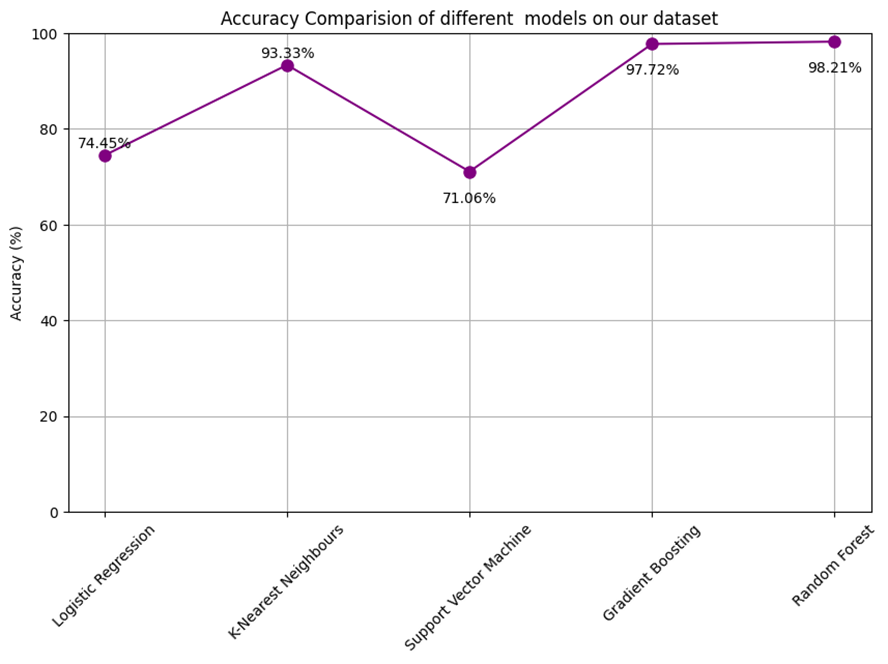 Accuracy Comparision of different  models on our dataset
Accuracy (%)
100
80
60
40
20
0
74.45%
93.33%
71.06%
97.72%
98.21%
Logistic Regression
K-Nearest Neighbours
Support Vector Machine
Gradient Boosting
Random Forest